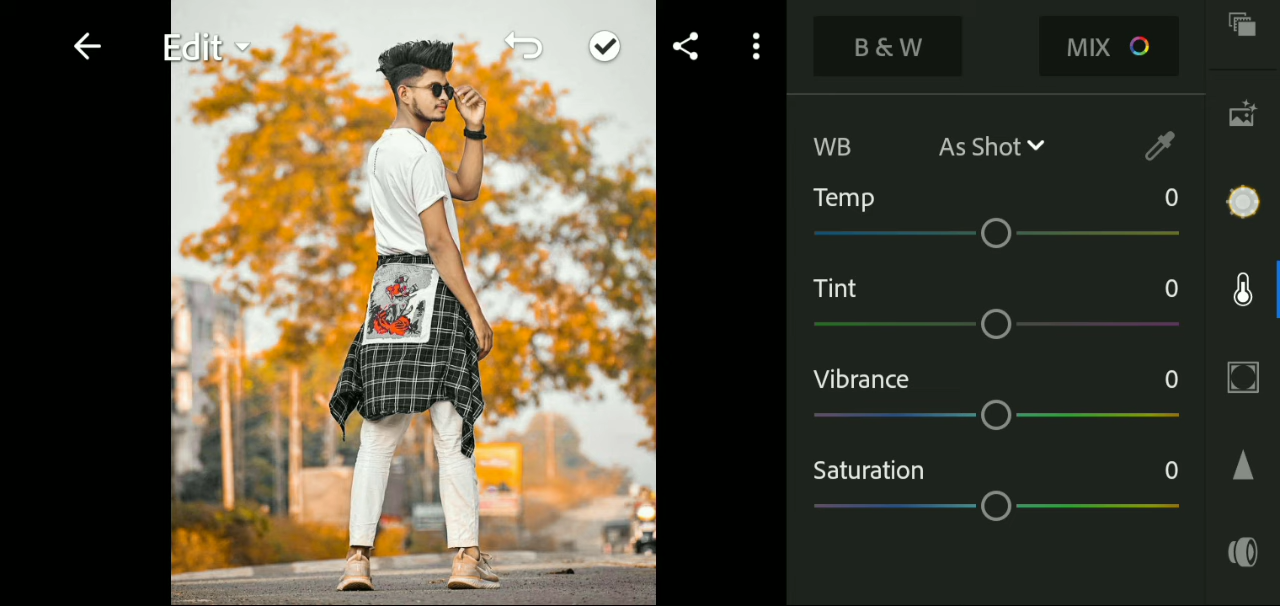 Edit
B & W
MIX
WB As Shot
Temp 0
Tint 0
Vibrance 0
Saturation 0